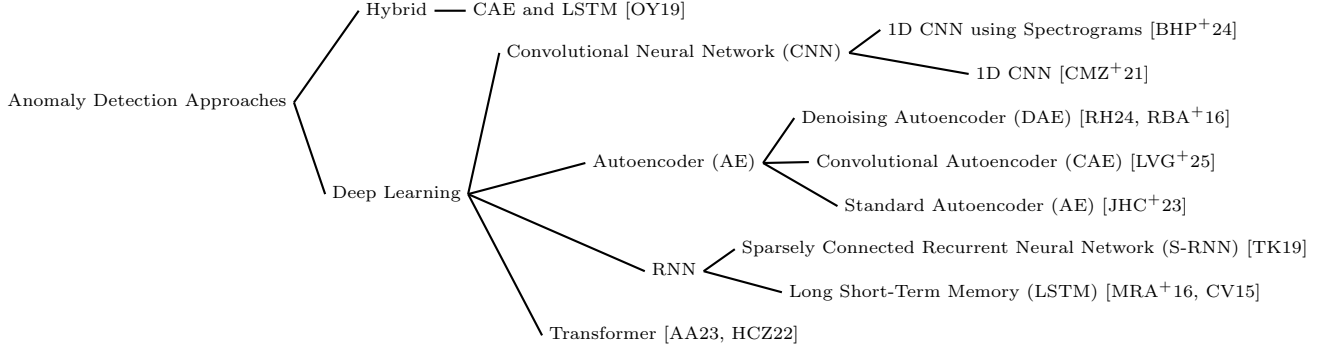 Hybrid
CAE and LSTM [OY19]
1D CNN using Spectrograms [BHP+24]
Convolutional Neural Network (CNN)
1D CNN [CMZ+21]
Anomaly Detection Approaches
Denoising Autoencoder (DAE) [RH24, RBA+16]
Autoencoder (AE)
Convolutional Autoencoder (CAE) [LVG+25]
Deep Learning
Standard Autoencoder (AE) [JHC+23]
Sparsely Connected Recurrent Neural Network (S-RNN) [TK19]
RNN
Long Short-Term Memory (LSTM) [MRA+16, CV15]
Transformer [AA23, HCZ22]